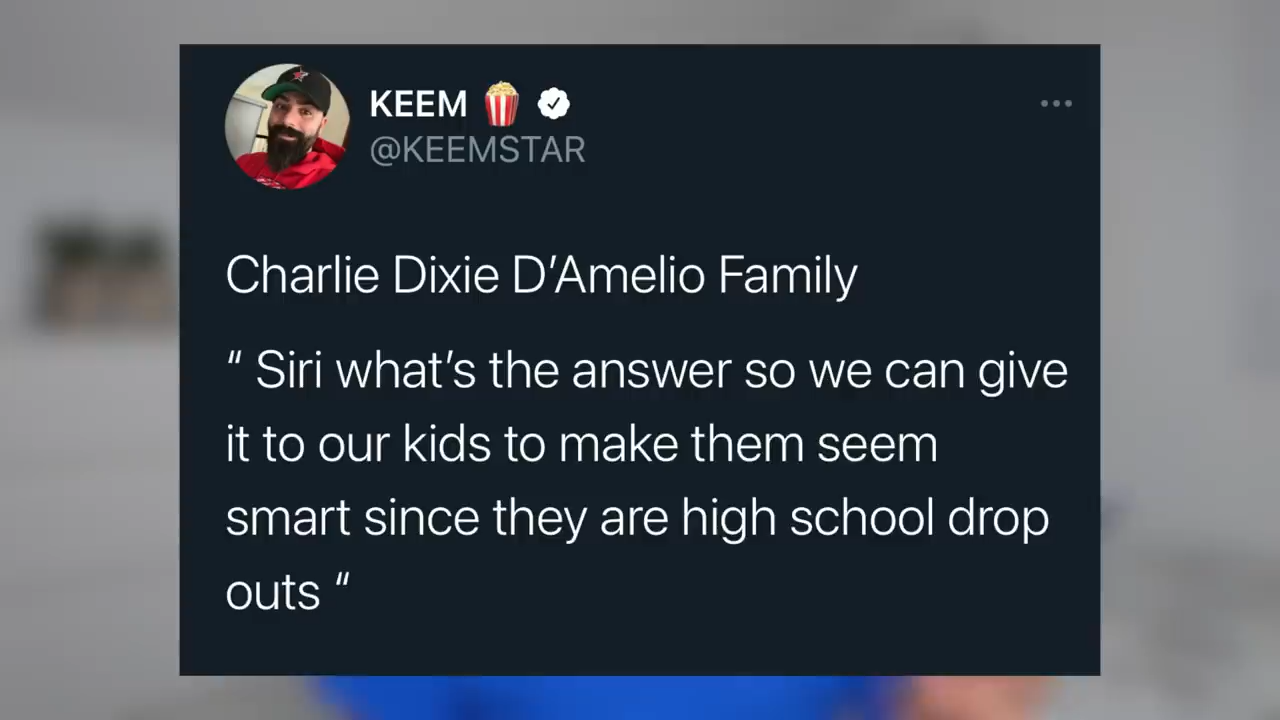 KEEM 🍿
@KEEMSTAR
Charlie Dixie D’Amelio Family
“ Siri what’s the answer so we can give
it to our kids to make them seem
smart since they are high school drop
outs “